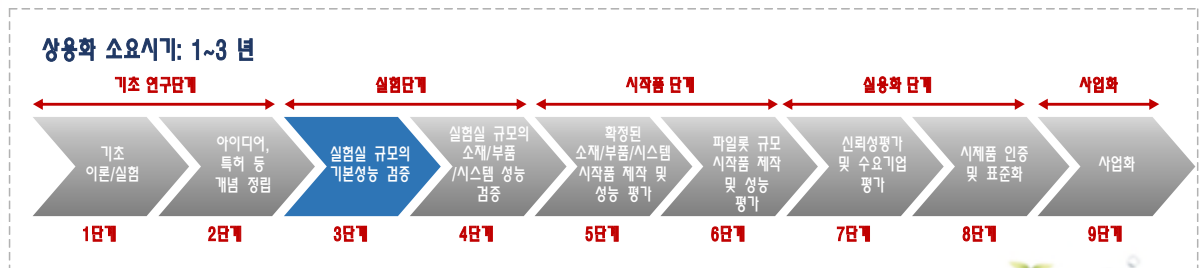 상용화 소요시기: 1~3 년
기초 연구단계
실험단계
시작품 단계
실용화 단계
사업화
기초
이론/실험
아이디어,
특허 등
개념 정립
실험실 규모의
기본성능 검증
실험실 규모의
소재/부품
/시스템 성능
검증
확정된
소재/부품/시스템
시작품 제작 및
성능 평가
파일롯 규모
시작품 제작
및 성능
평가
신뢰성평가
및 수요기업
평가
시제품 인증
및 표준화
사업화
1단계
2단계
3단계
4단계
5단계
6단계
7단계
8단계
9단계